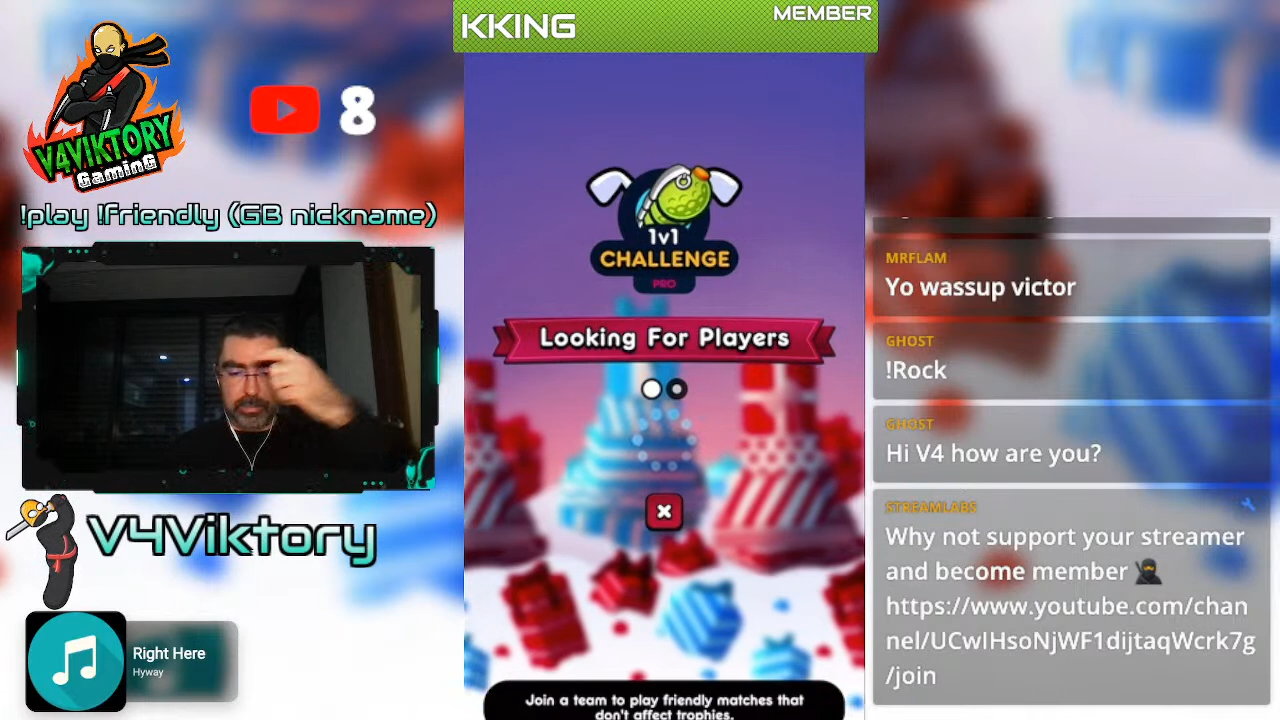 KKING
MEMBER
V4VIKTORY
GaminG
8
!play !friendly (GB nickname)
V4Viktory
Right Here
Hyway
1v1
CHALLENGE
PRO
Looking For Players
Join a team to play friendly matches that
don't affect trophies.
MRFLAM
Yo wassup victor
GHOST
!Rock
GHOST
Hi V4 how are you?
STREAMLABS
Why not support your streamer
and become member
https://www.youtube.com/chan
nel/UCwIHsoNjWF1dijtaqWcrk7g
/join